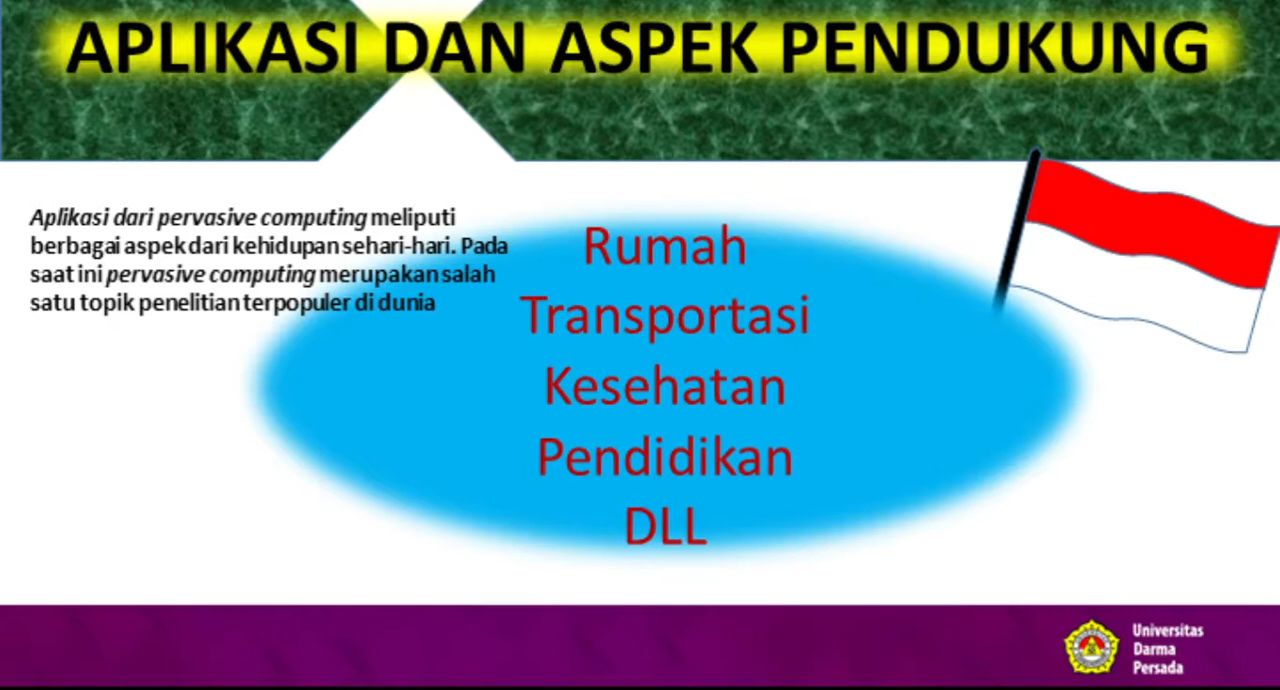 APLIKASI DAN ASPEK PENDUKUNG
Aplikasi dari pervasive computing meliputi
berbagai aspek dari kehidupan sehari-hari. Pada
saat ini pervasive computing merupakan salah
satu topik penelitian terpopuler di dunia
Rumah
Transportasi
Kesehatan
Pendidikan
DLL
Universitas
Darma
Persada